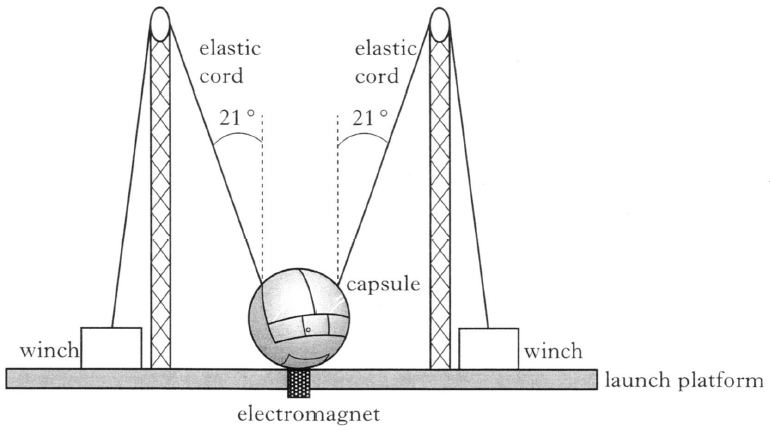 elastic
cord
elastic
cord
21°
21°
capsule
winch
winch
launch platform
electromagnet